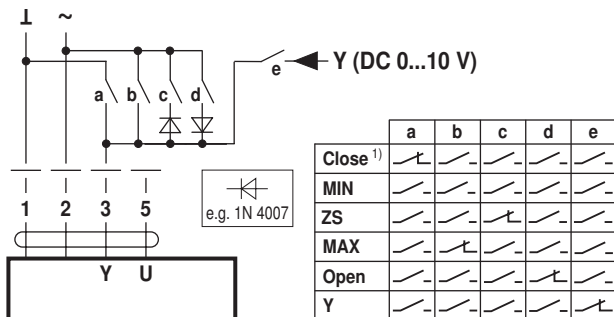 ⊥ ~
e Y (DC 0...10 V)
a b c d
1 2 3 5
e.g. 1N 4007
Y U
a b c d e
Close 1)
MIN
ZS
MAX
Open
Y